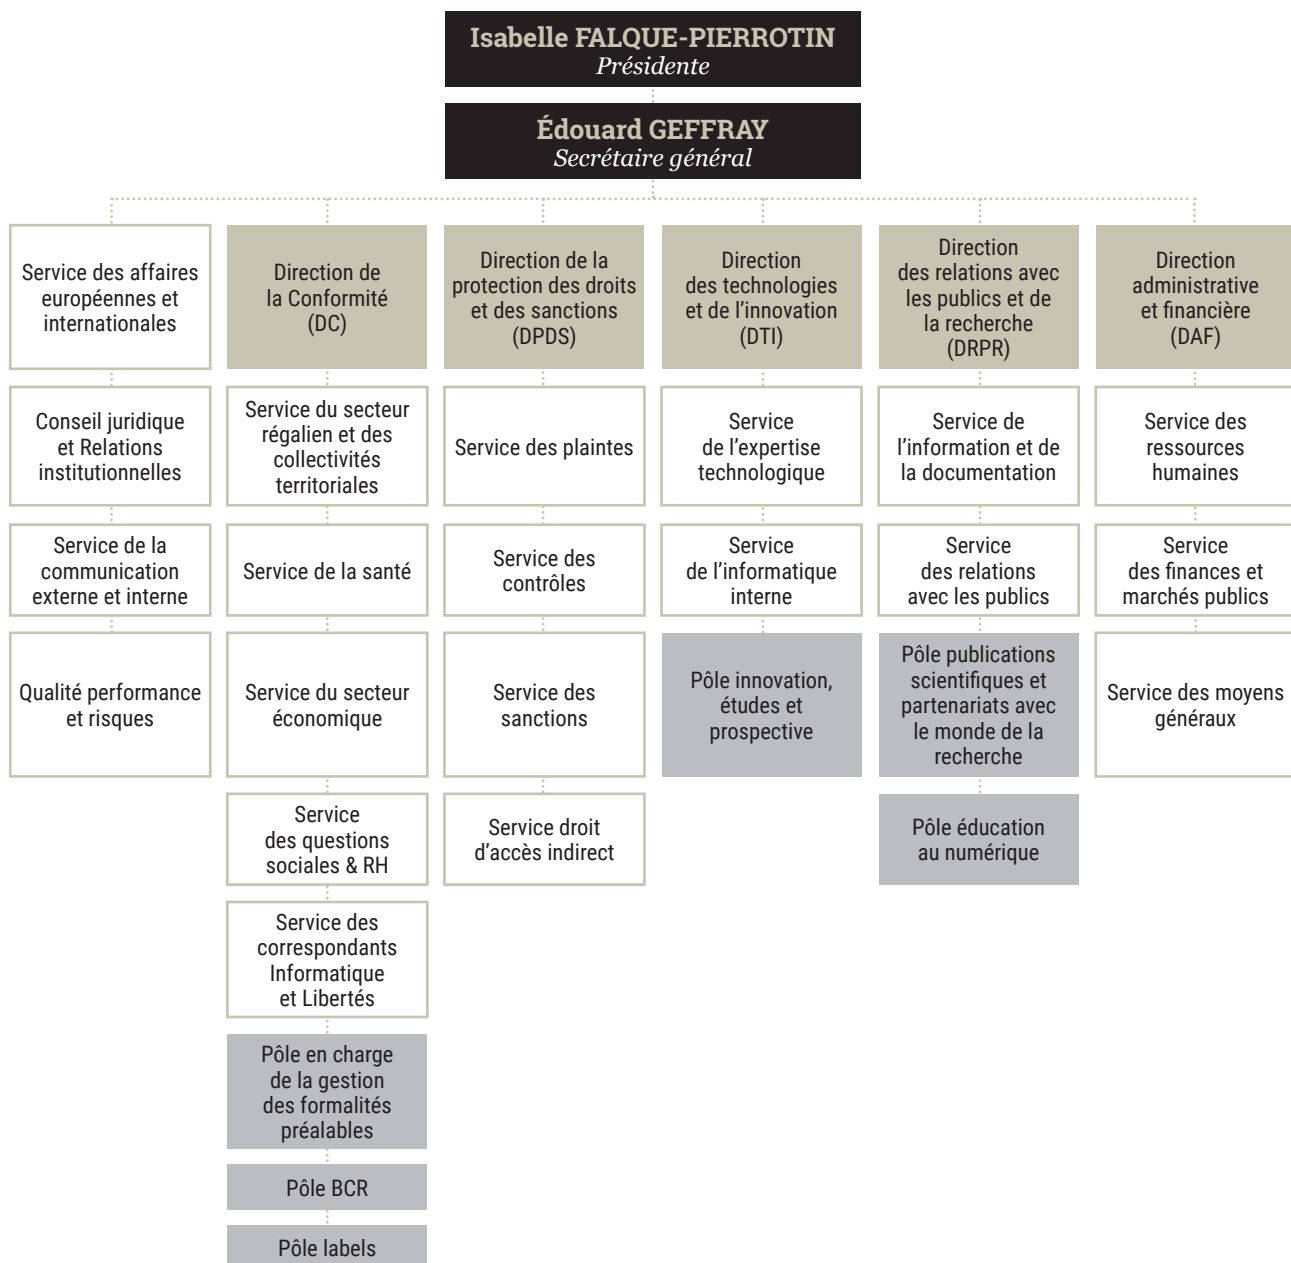 Isabelle FALQUE-PIERROTIN
Présidente
Édouard GEFFRAY
Secrétaire général
Service des affaires
européennes et
internationales
Conseil juridique
et Relations
institutionnelles
Service de la
communication
externe et interne
Qualité performance
et risques
Direction de
la Conformité
(DC)
Service du secteur
régalien et des
collectivités
territoriales
Service de la santé
Service du secteur
économique
Service
des questions
sociales & RH
Service des
correspondants
Informatique
et Libertés
Pôle en charge
de la gestion
des formalités
préalables
Pôle BCR
Pôle labels
Direction de la
protection des droits
et des sanctions
(DPDS)
Service des plaintes
Service des
contrôles
Service des
sanctions
Service droit
d’accès indirect
Direction
des technologies
et de l’innovation
(DTI)
Service
de l’expertise
technologique
Service
de l’informatique
interne
Pôle innovation,
études et
prospective
Direction
des relations avec
les publics et de
la recherche
(DRPR)
Service de
l’information et de
la documentation
Service
des relations
avec les publics
Pôle publications
scientifiques et
partenariats avec
le monde de la
recherche
Pôle éducation
au numérique
Direction
administrative
et financière
(DAF)
Service des
ressources
humaines
Service
des finances et
marchés publics
Service des moyens
généraux